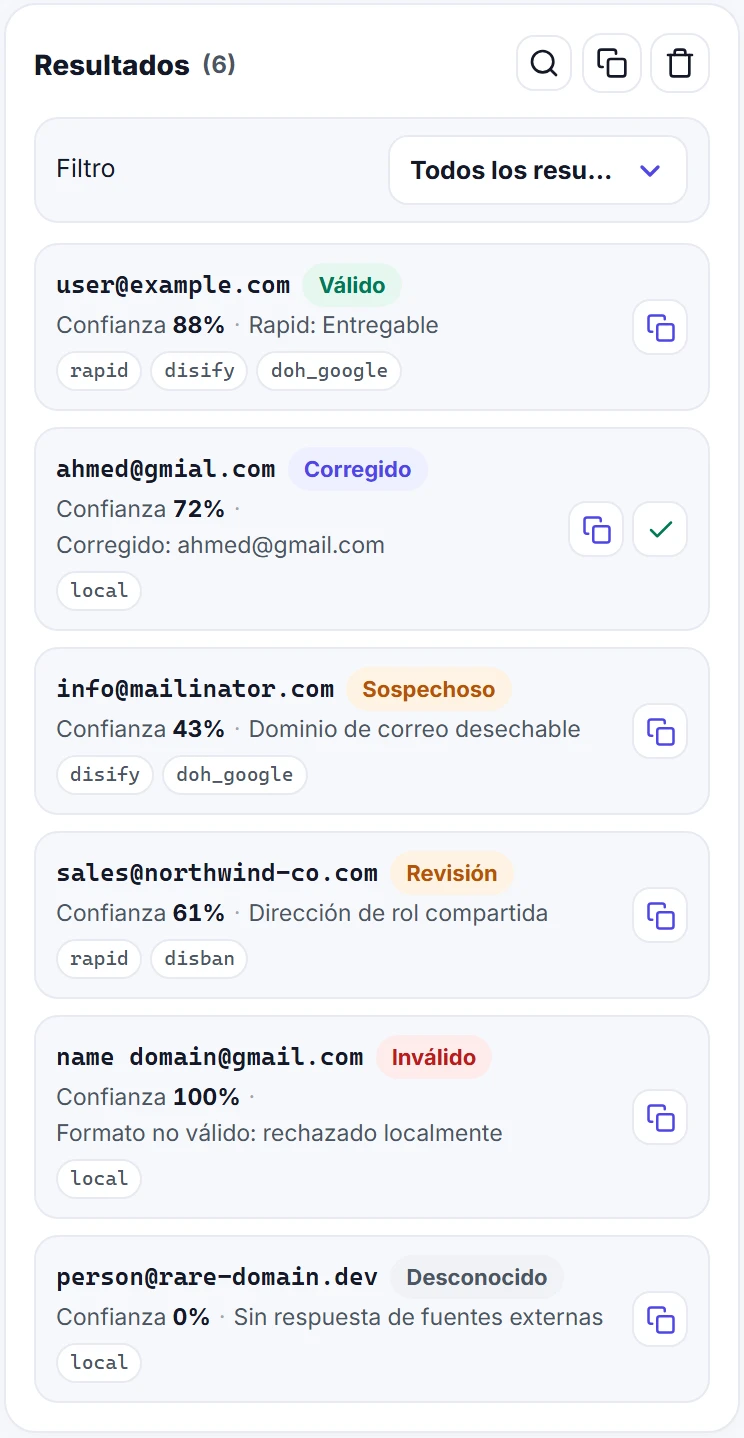 Resultados (6)
Filtro
Todos los resu...
user@example.com Válido
Confianza 88% · Rapid: Entregable
rapid disify doh_google
ahmed@gmial.com Corregido
Confianza 72% ·
Corregido: ahmed@gmail.com
local
info@mailinator.com Sospechoso
Confianza 43% · Dominio de correo desechable
disify doh_google
sales@northwind-co.com Revisión
Confianza 61% · Dirección de rol compartida
rapid disban
name domain@gmail.com Inválido
Confianza 100% ·
Formato no válido: rechazado localmente
local
person@rare-domain.dev Desconocido
Confianza 0% · Sin respuesta de fuentes externas
local